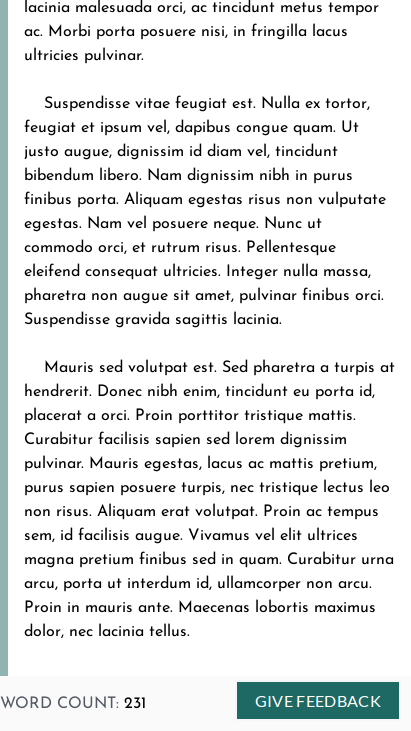 lacinia malesuada orci, ac tincidunt metus tempor
ac. Morbi porta posuere nisi, in fringilla lacus
ultricies pulvinar.
Suspendisse vitae feugiat est. Nulla ex tortor,
feugiat et ipsum vel, dapibus congue quam. Ut
justo augue, dignissim id diam vel, tincidunt
bibendum libero. Nam dignissim nibh in purus
finibus porta. Aliquam egestas risus non vulputate
egestas. Nam vel posuere neque. Nunc ut
commodo orci, et rutrum risus. Pellentesque
eleifend consequat ultricies. Integer nulla massa,
pharetra non augue sit amet, pulvinar finibus orci.
Suspendisse gravida sagittis lacinia.
Mauris sed volutpat est. Sed pharetra a turpis at
hendrerit. Donec nibh enim, tincidunt eu porta id,
placerat a orci. Proin porttitor tristique mattis.
Curabitur facilisis sapien sed lorem dignissim
pulvinar. Mauris egestas, lacus ac mattis pretium,
purus sapien posuere turpis, nec tristique lectus leo
non risus. Aliquam erat volutpat. Proin ac tempus
sem, id facilisis augue. Vivamus vel elit ultrices
magna pretium finibus sed in quam. Curabitur urna
arcu, porta ut interdum id, ullamcorper non arcu.
Proin in mauris ante. Maecenas lobortis maximus
dolor, nec lacinia tellus.
WORD COUNT: 231
GIVE FEEDBACK